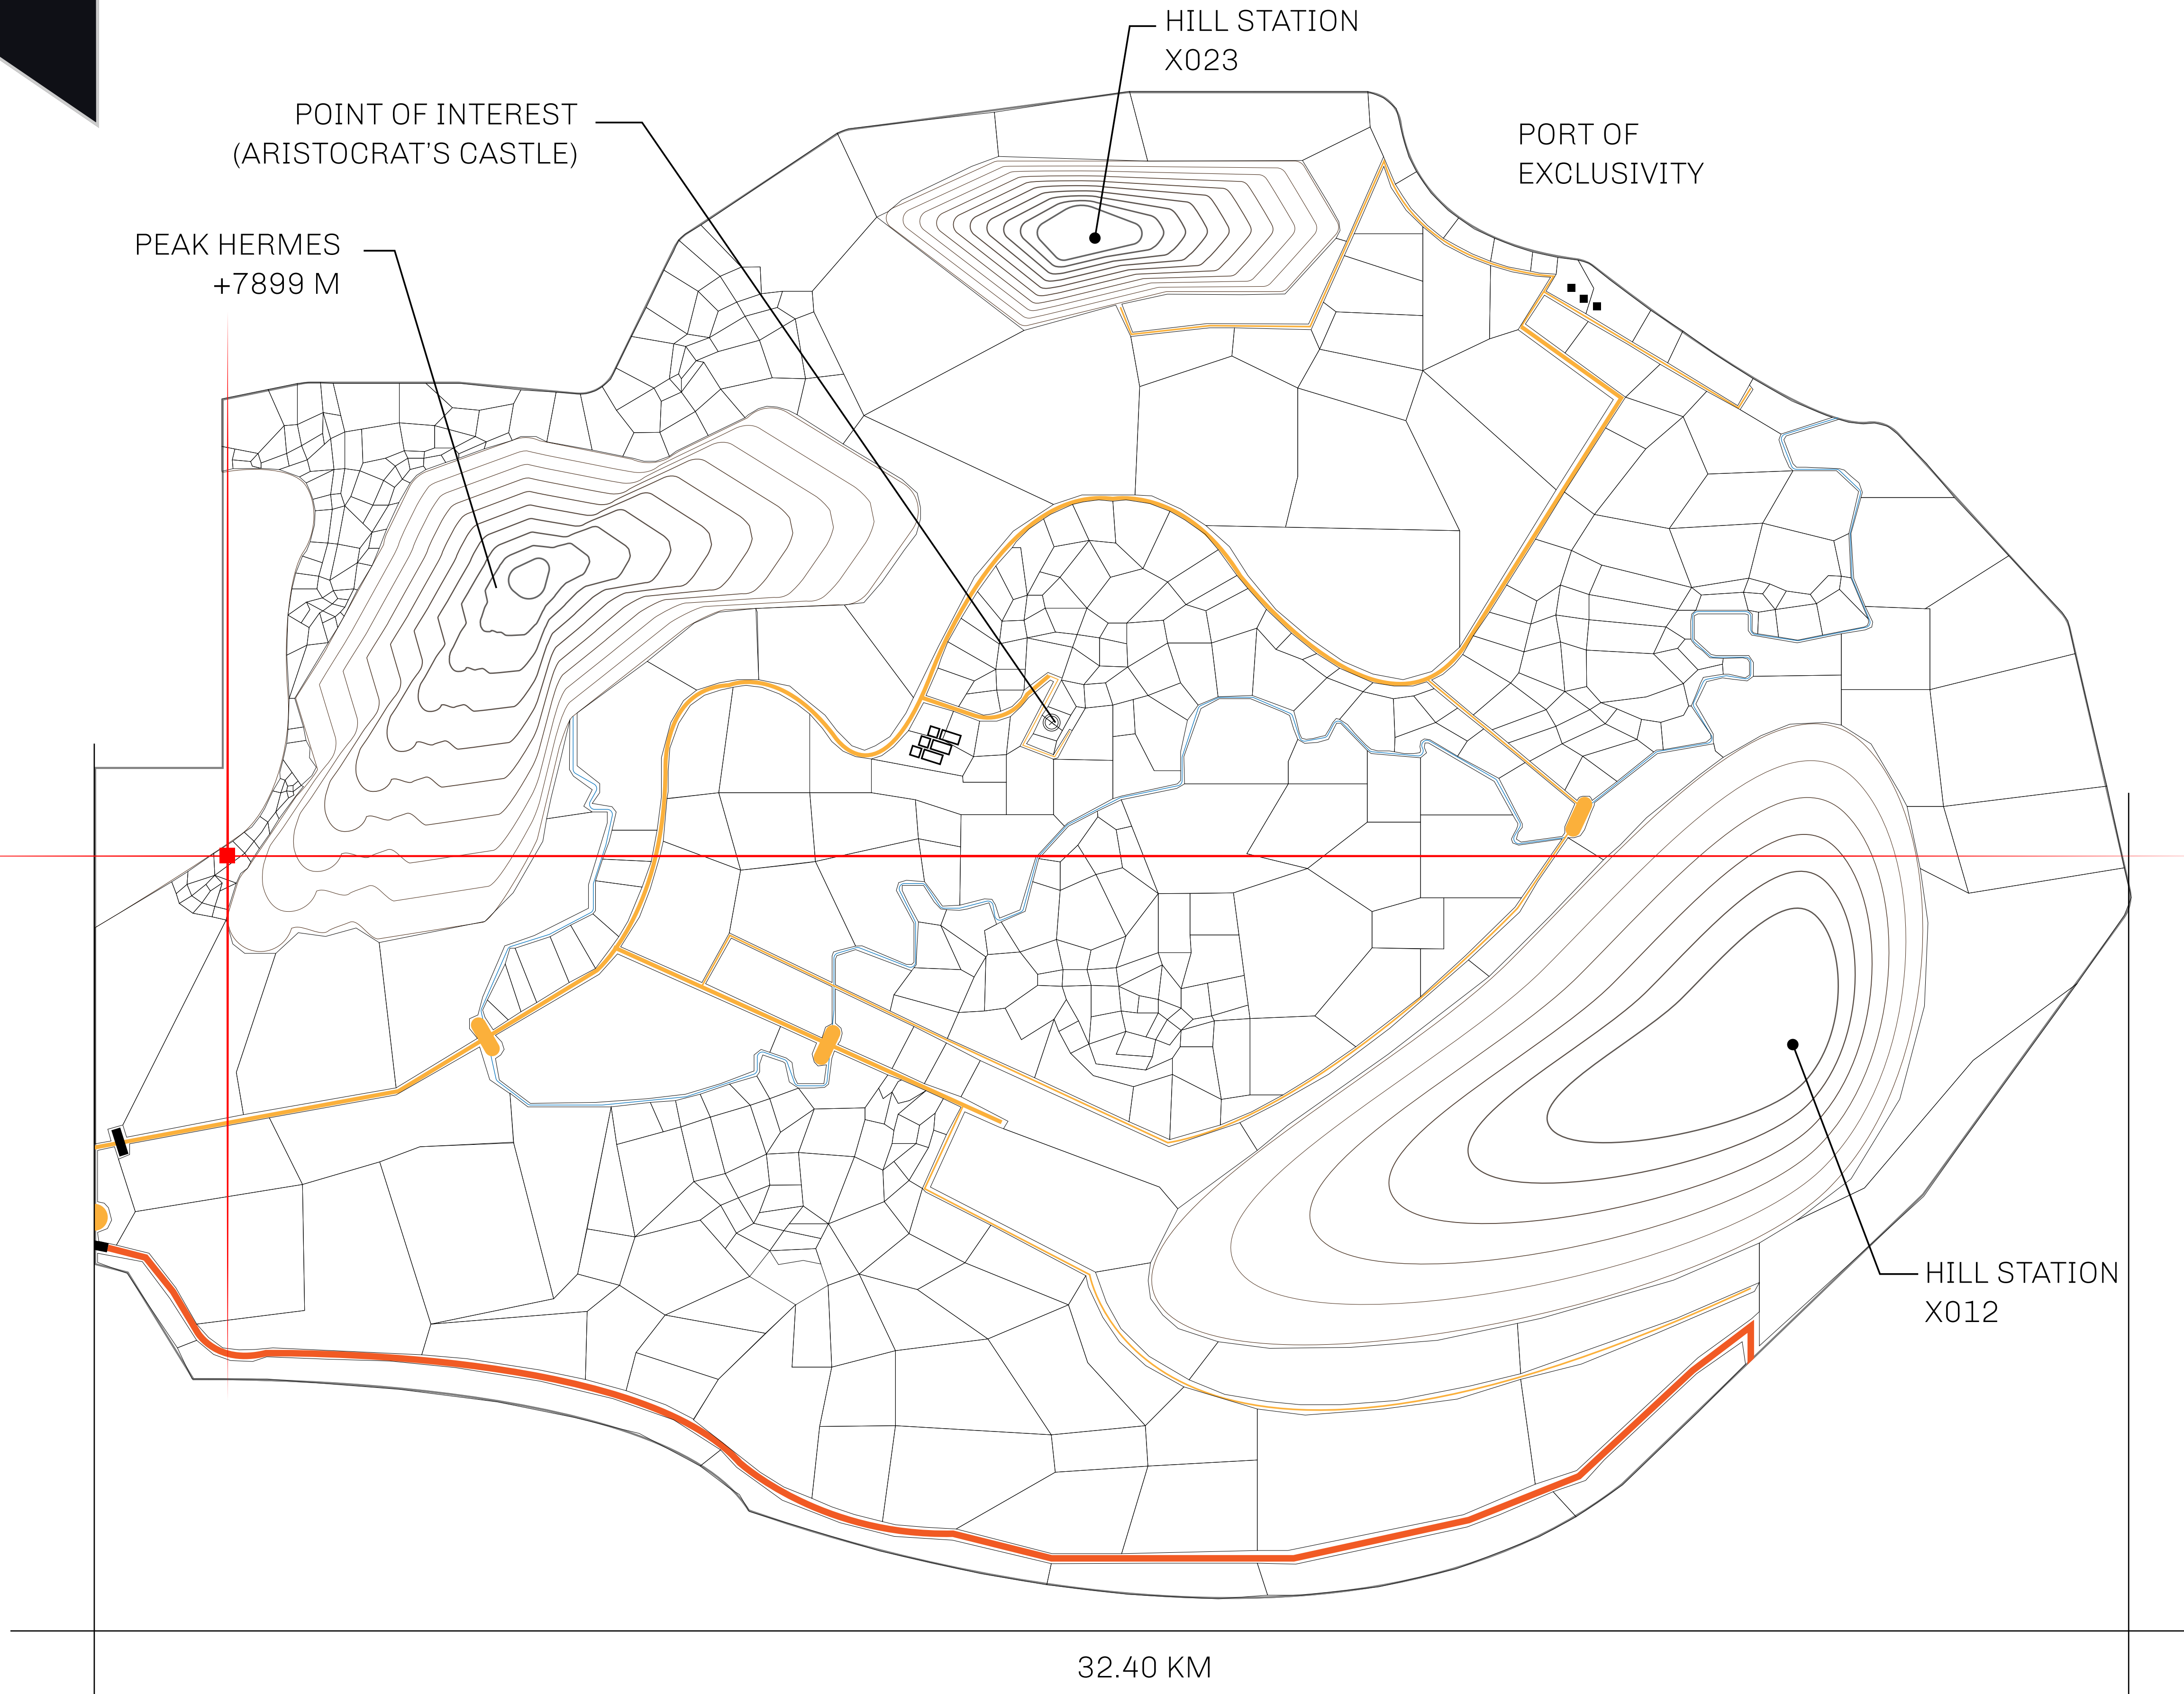 HILL STATION
X023
POINT OF INTEREST
(ARISTOCRAT’S CASTLE)
PORT OF
EXCLUSIVITY
PEAK HERMES
+7899 M
HILL STATION
X012
32.40 KM